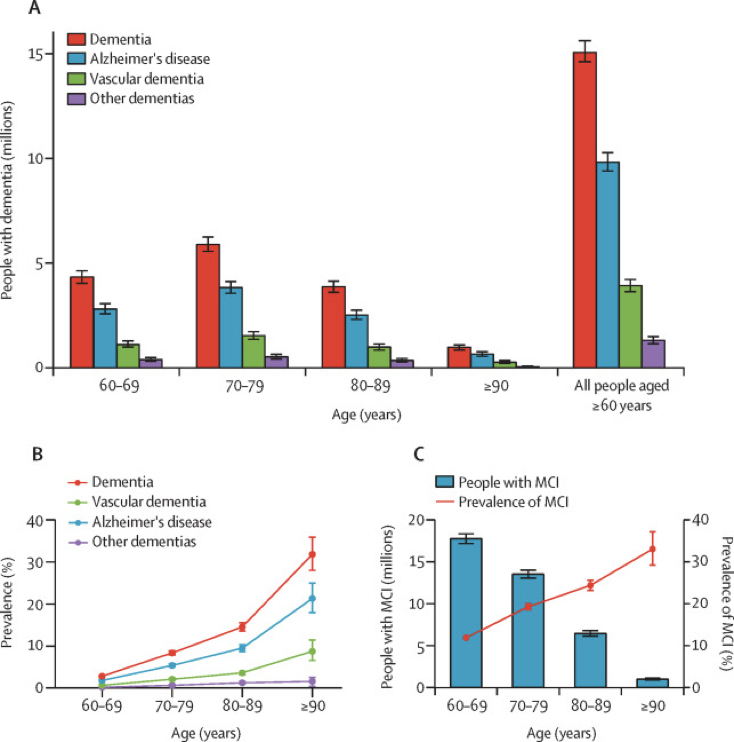 A
Dementia
Alzheimer's disease
Vascular dementia
Other dementias
People with dementia (millions)
15
10
5
0
60–69
70–79
80–89
≥90
All people aged
≥60 years
Age (years)
B
Dementia
Vascular dementia
Alzheimer's disease
Other dementias
Prevalence (%)
40
30
20
10
0
60–69
70–79
80–89
≥90
Age (years)
C
People with MCI
Prevalence of MCI
People with MCI (millions)
20
15
10
5
0
40
30
20
10
0
Prevalence of MCI (%)
60–69
70–79
80–89
≥90
Age (years)